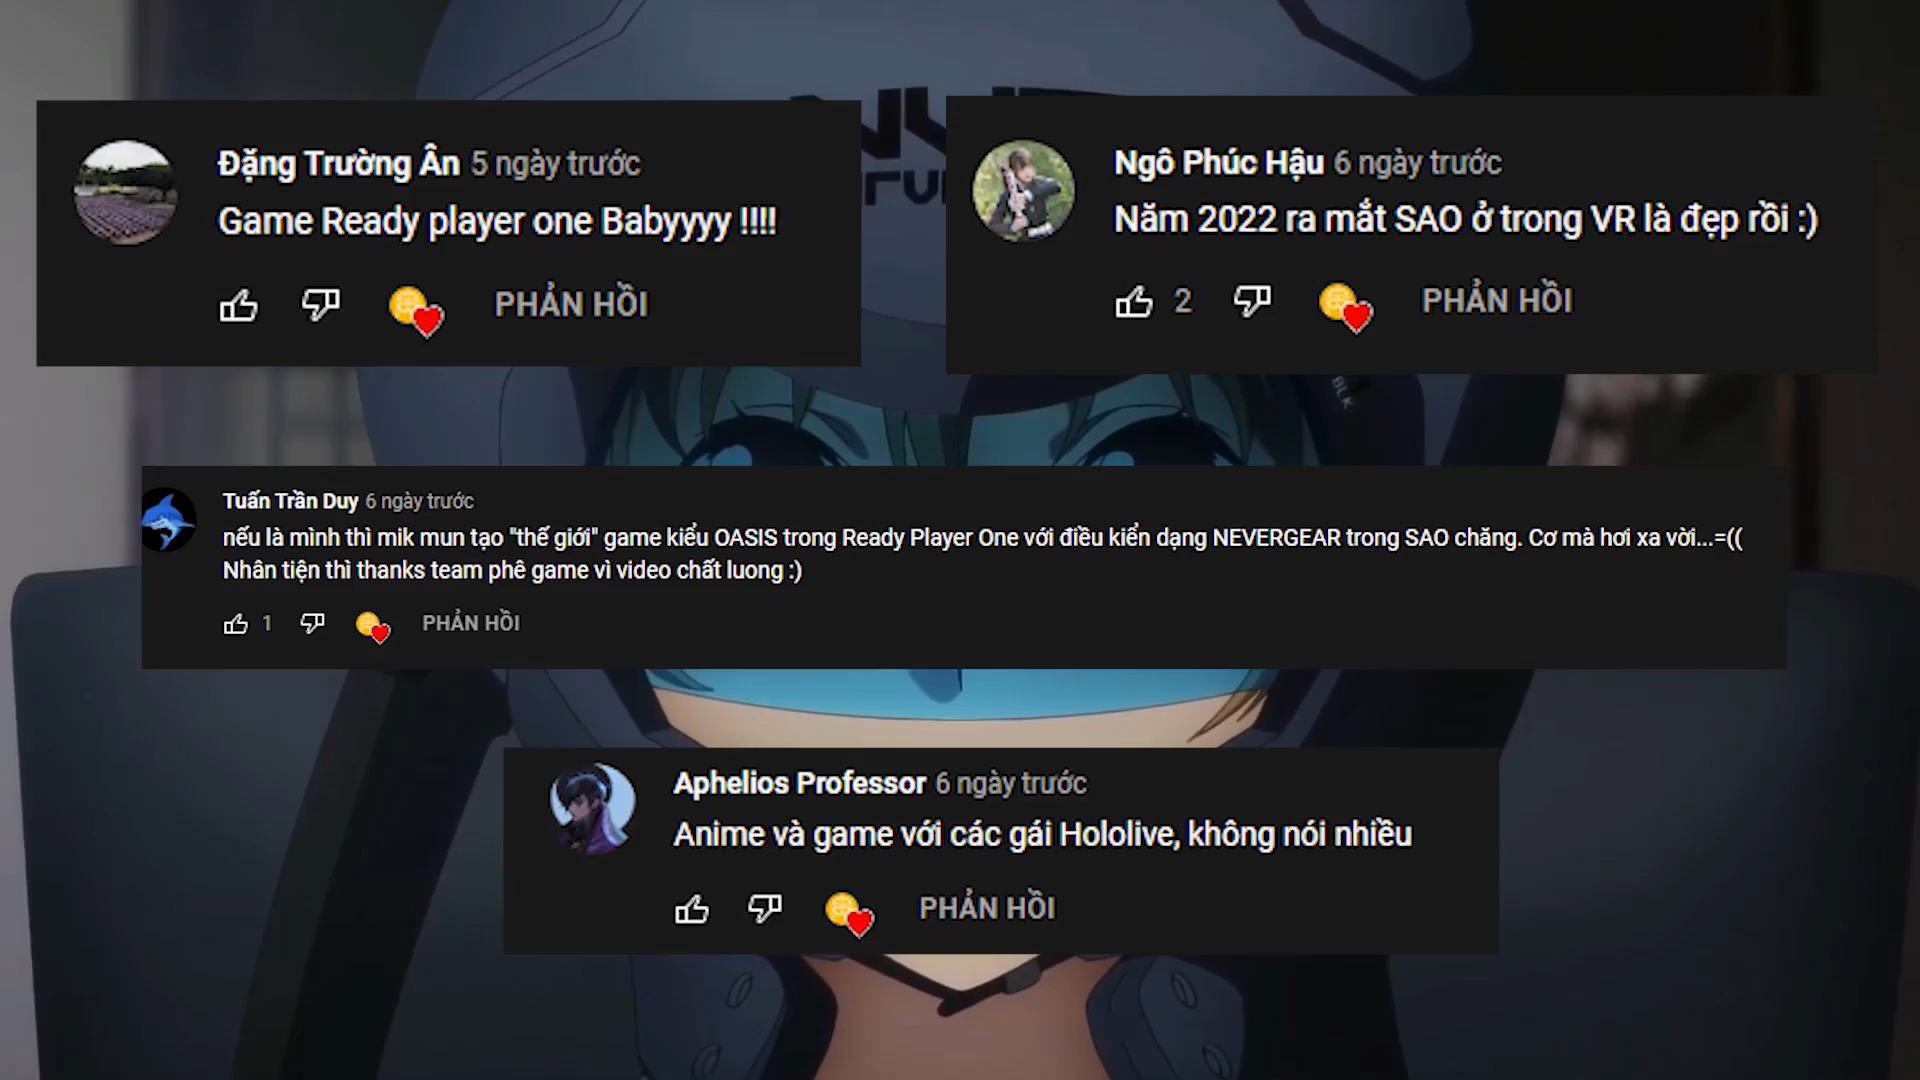 Đặng Trường Ân 5 ngày trước
Game Ready player one Babyyyy !!!!
PHẢN HỒI
Ngô Phúc Hậu 6 ngày trước
Năm 2022 ra mắt SAO ở trong VR là đẹp rồi :)
2 PHẢN HỒI
BLK
Tuấn Trần Duy 6 ngày trước
nếu là mình thì mik mun tạo "thế giới" game kiểu OASIS trong Ready Player One với điều kiển dạng NEVERGEAR trong SAO chăng. Cơ mà hơi xa vời...=((
Nhân tiện thì thanks team phê game vì video chất luong :)
1 PHẢN HỒI
Aphelios Professor 6 ngày trước
Anime và game với các gái Hololive, không nói nhiều
PHẢN HỒI